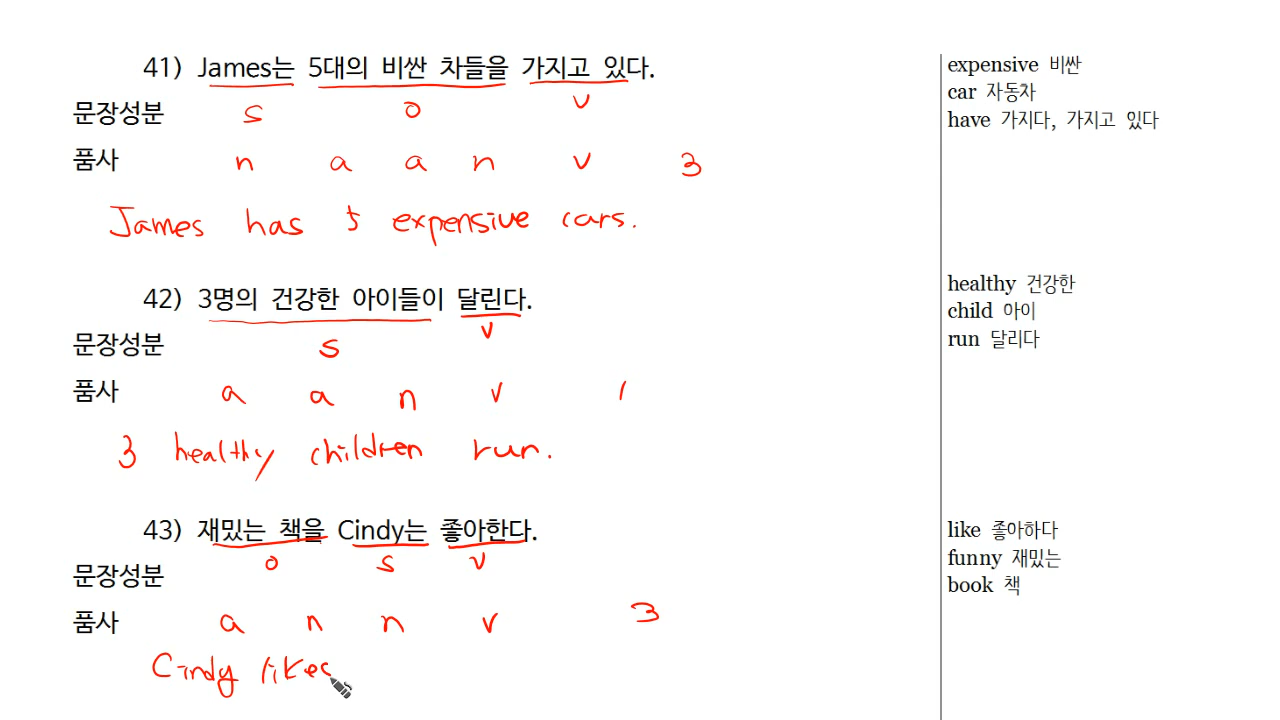 41) James는 5대의 비싼 차들을 가지고 있다.
문장성분 s o v
품사 n a a n v 3
James has 5 expensive cars.
42) 3명의 건강한 아이들이 달린다.
문장성분 s v
품사 a a n v 1
3 healthy children run.
43) 재밌는 책을 Cindy는 좋아한다.
문장성분 o s v
품사 a n n v 3
Cindy likes
expensive 비싼
car 자동차
have 가지다, 가지고 있다
healthy 건강한
child 아이
run 달리다
like 좋아하다
funny 재밌는
book 책